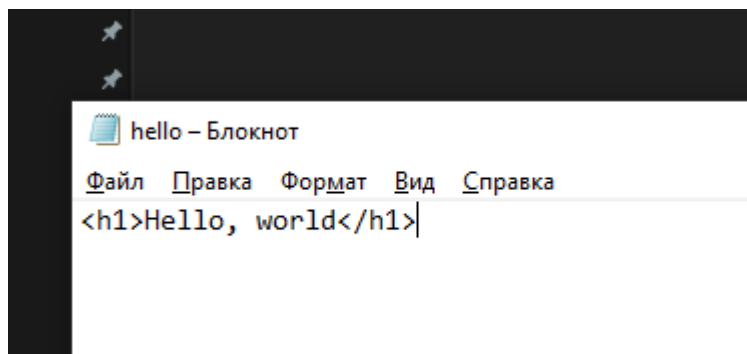 hello – Блокнот
Файл Правка Формат Вид Справка
<h1>Hello, world</h1>